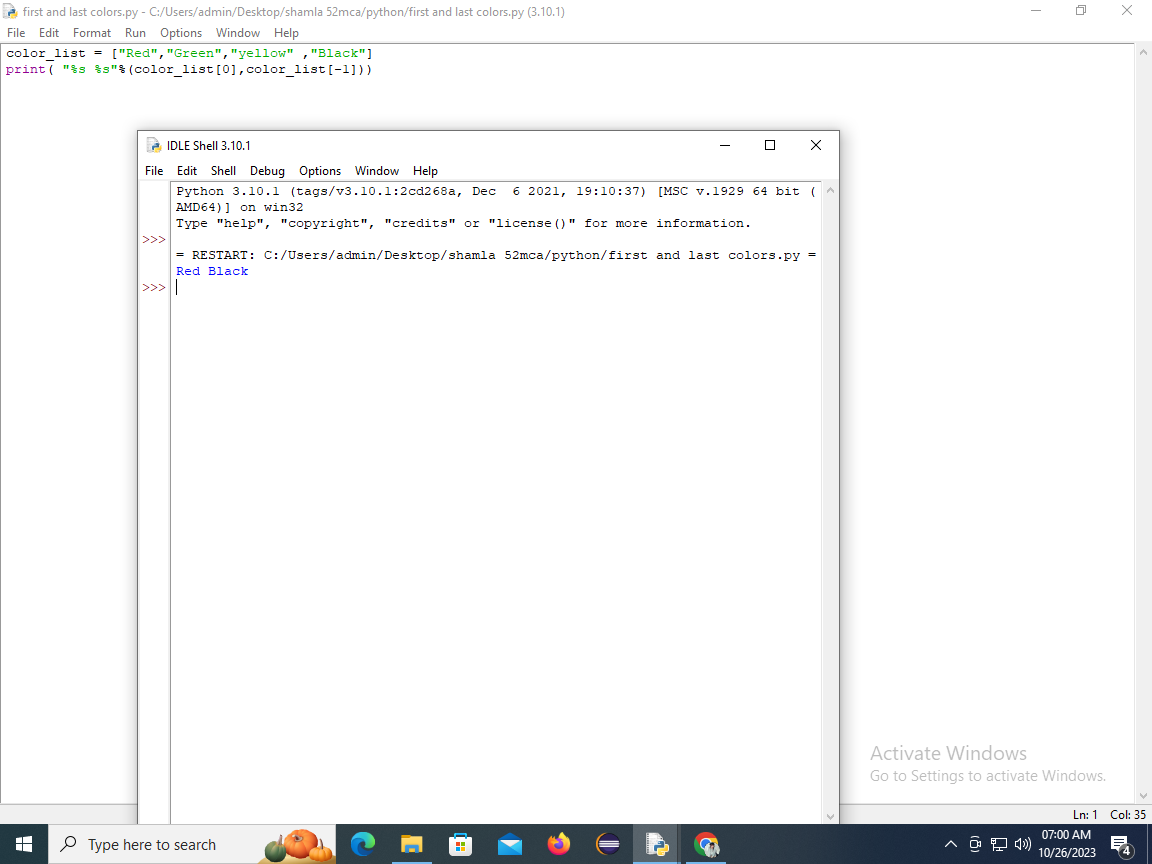 first and last colors.py - C:/Users/admin/Desktop/shamla 52mca/python/first and last colors.py (3.10.1)
File Edit Format Run Options Window Help
color_list = ["Red","Green","yellow" ,"Black"]
print( "%s %s"%(color_list[0],color_list[-1]))
IDLE Shell 3.10.1
File Edit Shell Debug Options Window Help
Python 3.10.1 (tags/v3.10.1:2cd268a, Dec  6 2021, 19:10:37) [MSC v.1929 64 bit (
AMD64)] on win32
Type "help", "copyright", "credits" or "license()" for more information.
>>>
= RESTART: C:/Users/admin/Desktop/shamla 52mca/python/first and last colors.py =
Red Black
>>>
Activate Windows
Go to Settings to activate Windows.
Ln: 1 Col: 35
Type here to search
07:00 AM
10/26/2023
4